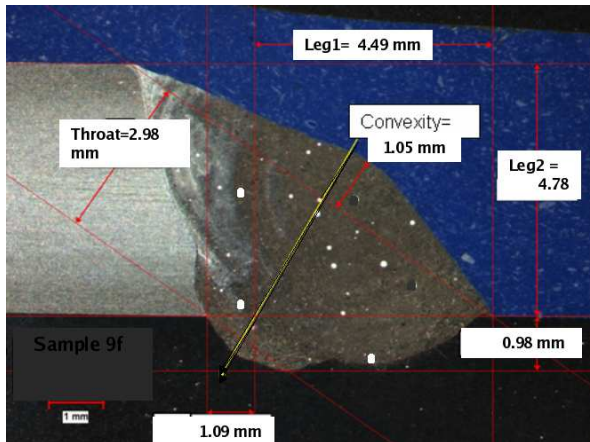 Leg1= 4.49 mm
Convexity=
1.05 mm
Throat=2.98
mm
Leg2 =
4.78
Sample 9f
0.98 mm
1 mm
1.09 mm